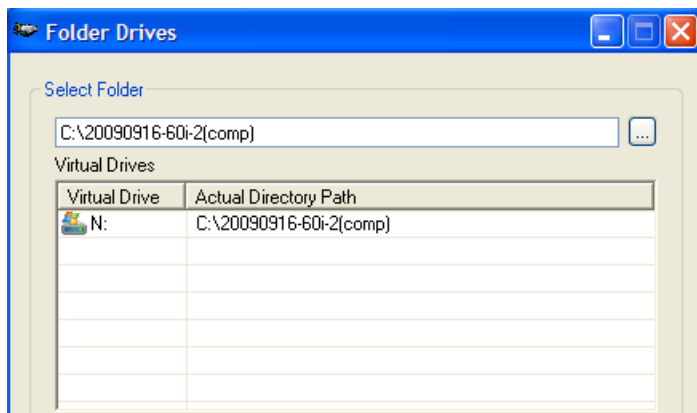 Folder Drives
Select Folder
C:\20090916-60i-2(comp)
...
Virtual Drives
Virtual Drive Actual Directory Path
N: C:\20090916-60i-2(comp)